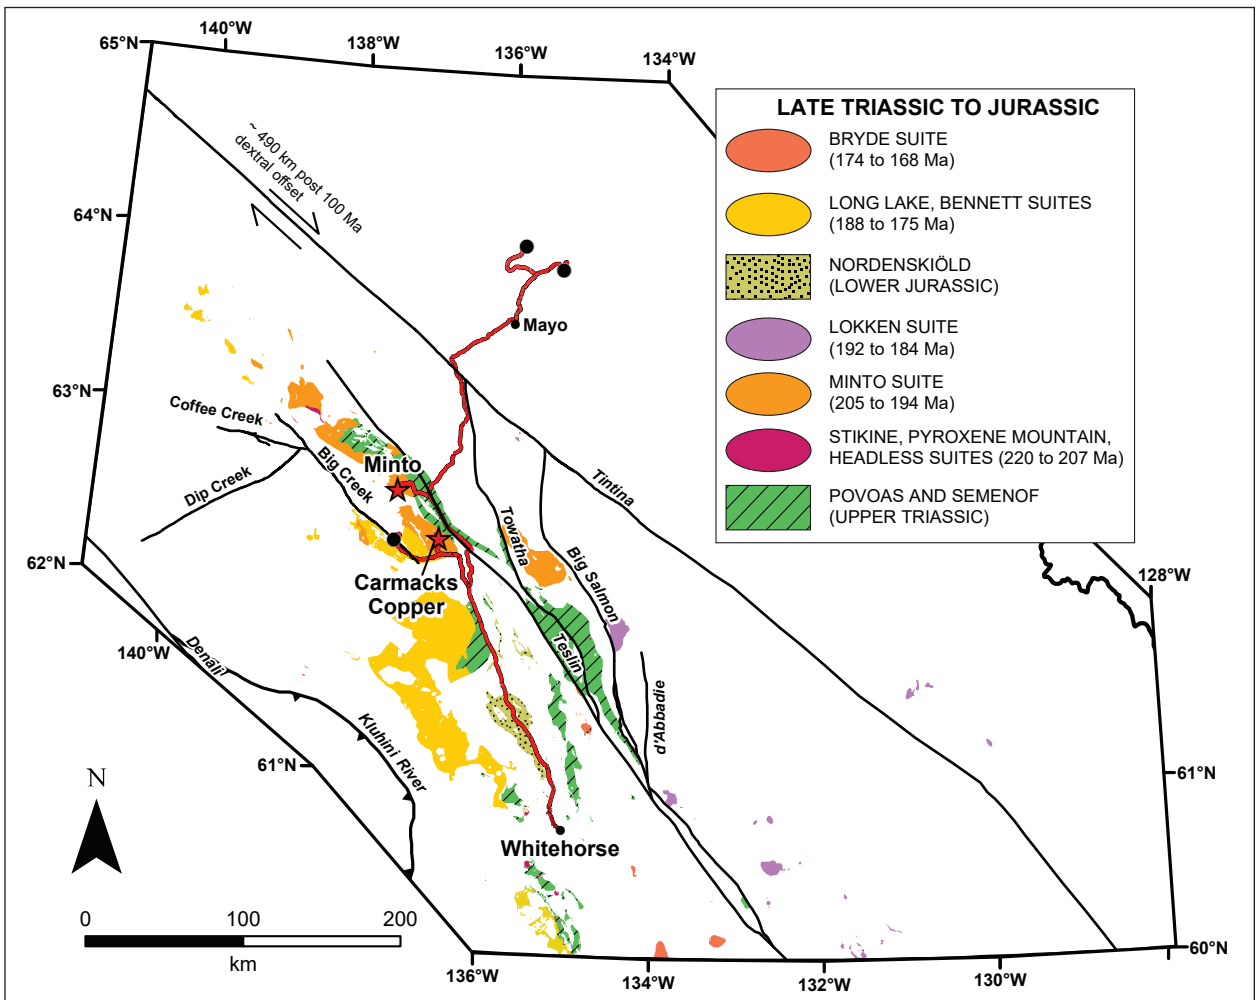 140°W
138°W
136°W
134°W
65°N
64°N
63°N
62°N
140°W
61°N
~ 490 km post 100 Ma
dextral offset
LATE TRIASSIC TO JURASSIC
BRYDE SUITE
(174 to 168 Ma)
LONG LAKE, BENNETT SUITES
(188 to 175 Ma)
NORDENSKIÖLD
(LOWER JURASSIC)
LOKKEN SUITE
(192 to 184 Ma)
MINTO SUITE
(205 to 194 Ma)
STIKINE, PYROXENE MOUNTAIN,
HEADLESS SUITES (220 to 207 Ma)
POVOAS AND SEMENOF
(UPPER TRIASSIC)
Mayo
Coffee Creek
Dip Creek
Big Creek
Minto
Carmacks
Copper
Towatha
Big Salmon
Tintina
Teslin
d'Abbadie
Denali
Kluhini River
Whitehorse
128°W
61°N
60°N
N
0
100
200
km
136°W
134°W
132°W
130°W